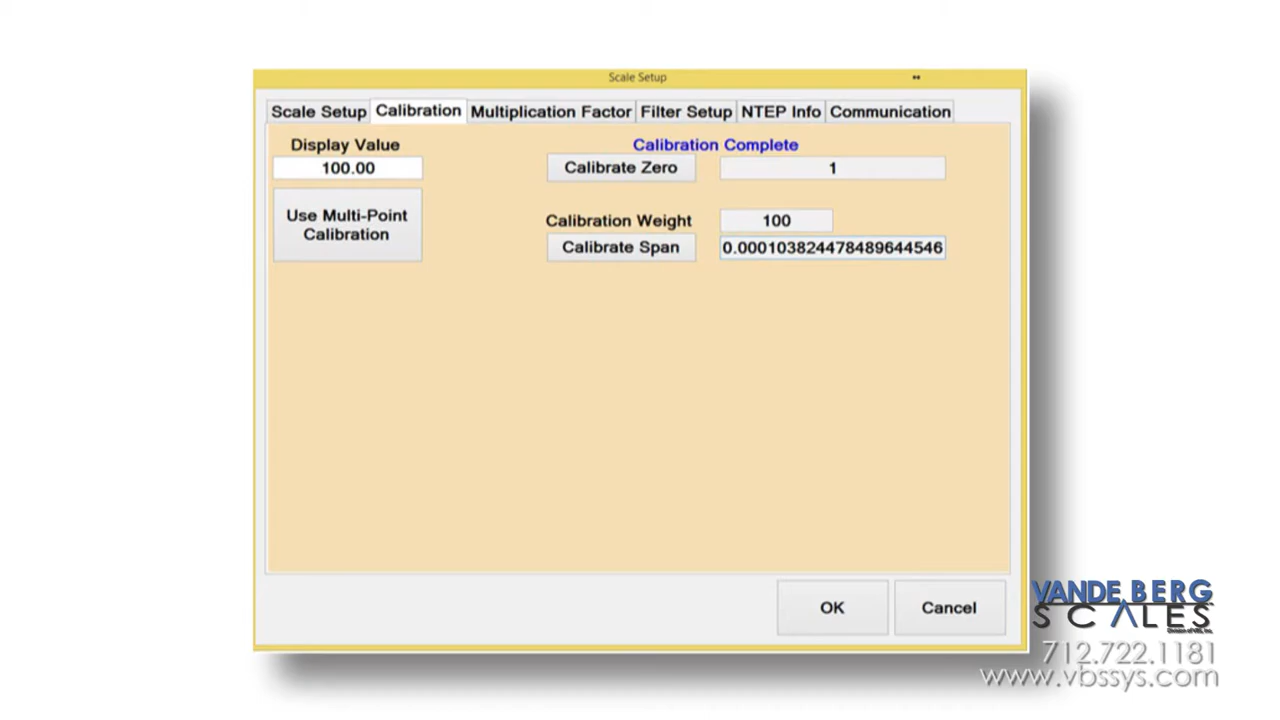 Scale Setup
Scale Setup Calibration Multiplication Factor Filter Setup NTEP Info Communication
Display Value
100.00
Use Multi-Point
Calibration
Calibration Complete
Calibrate Zero 1
Calibration Weight 100
Calibrate Span 0.000103824478489644546
OK Cancel
VANDE BERG
SCALES
712.722.1181
www.vbssys.com